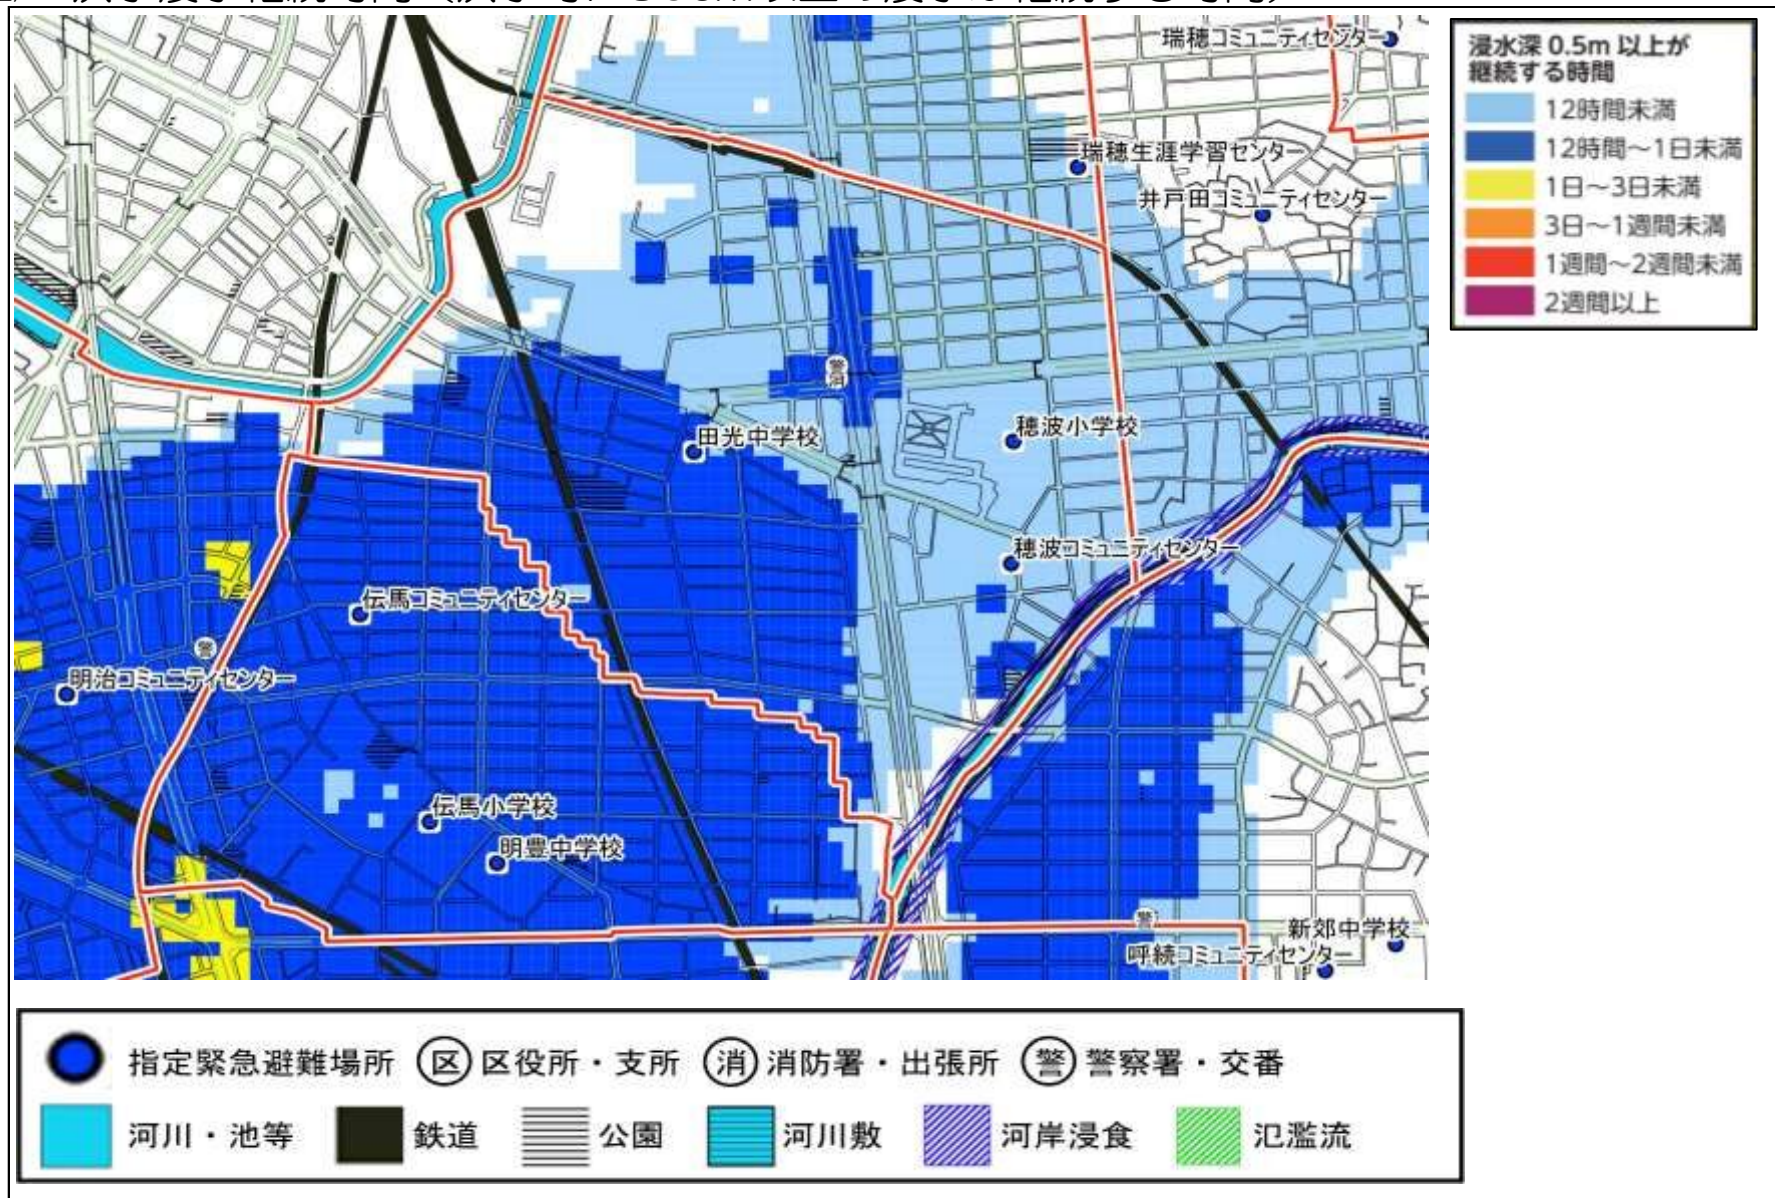 瑞穂コミュニティセンター
瑞穂生涯学習センター
井戸田コミュニティセンター
警
消
田光中学校
穂波小学校
穂波コミュニティセンター
伝馬コミュニティセンター
警
明治コミュニティセンター
伝馬小学校
明豊中学校
警
新郊中学校
呼続コミュニティセンター
浸水深 0.5m 以上が
継続する時間
12時間未満
12時間～1日未満
1日～3日未満
3日～1週間未満
1週間～2週間未満
2週間以上
指定緊急避難場所 区 区役所・支所 消 消防署・出張所 警 警察署・交番
河川・池等 鉄道 公園 河川敷 河岸浸食 氾濫流